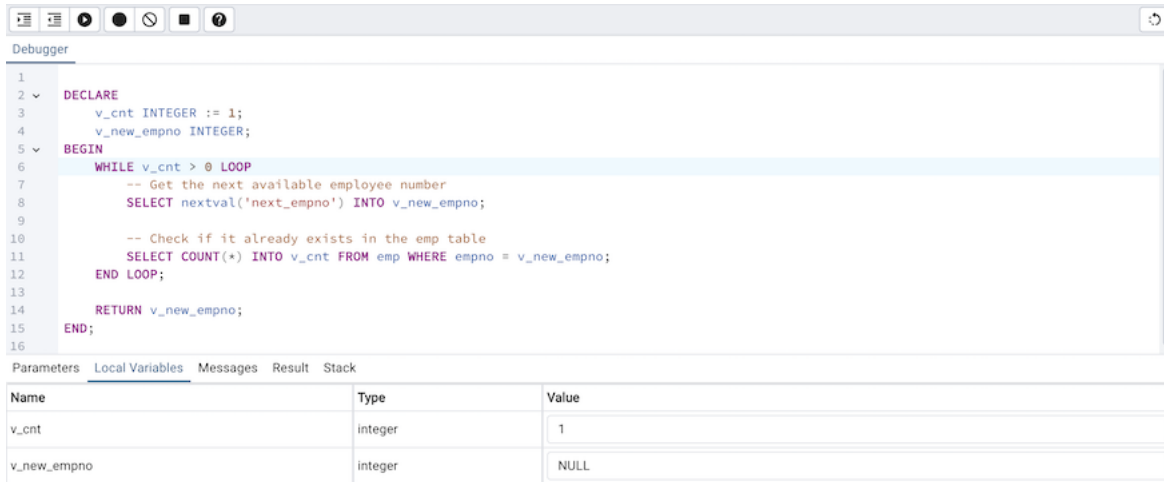 Debugger
1
2 DECLARE
3 v_cnt INTEGER := 1;
4 v_new_empno INTEGER;
5 BEGIN
6 WHILE v_cnt > 0 LOOP
7 -- Get the next available employee number
8 SELECT nextval('next_empno') INTO v_new_empno;
9
10 -- Check if it already exists in the emp table
11 SELECT COUNT(*) INTO v_cnt FROM emp WHERE empno = v_new_empno;
12 END LOOP;
13
14 RETURN v_new_empno;
15 END;
16
Parameters Local Variables Messages Result Stack
Name Type Value
v_cnt integer 1
v_new_empno integer NULL